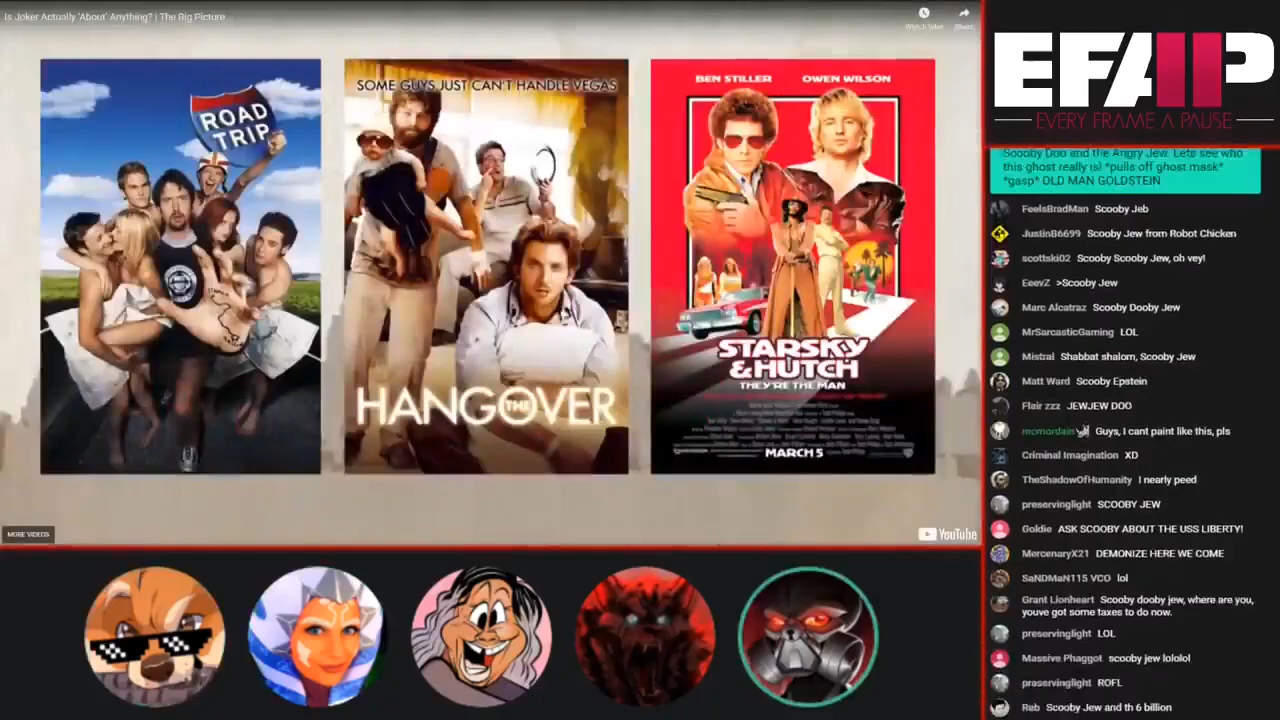 Is Joker Actually 'About' Anything? | The Big Picture
Watch later
Share
ROAD
TRIP
SOME GUYS JUST CAN'T HANDLE VEGAS
THE
HANGOVER
BEN STILLER OWEN WILSON
STARSKY
& HUTCH
THEY'RE THE MAN
MARCH 5
MORE VIDEOS
YouTube
EFAP
EVERY FRAME A PAUSE
Scooby Doo and the Angry Jew. Lets see who
this ghost really is! *pulls off ghost mask*
*gasp* OLD MAN GOLDSTEIN
FeelsBradMan Scooby Jeb
JustinB6699 Scooby Jew from Robot Chicken
scottski02 Scooby Scooby Jew, oh vey!
EeevZ >Scooby Jew
Marc Alcatraz Scooby Dooby Jew
MrSarcasticGaming LOL
Mistral Shabbat shalom, Scooby Jew
Matt Ward Scooby Epstein
Flair zzz JEWJEW DOO
momordain Guys, I cant paint like this, pls
Criminal Imagination XD
TheShadowOfHumanity I nearly peed
preservinglight SCOOBY JEW
Goldie ASK SCOOBY ABOUT THE USS LIBERTY!
MercenaryX21 DEMONIZE HERE WE COME
SaNDMaN115 VCO lol
Grant Lionheart Scooby dooby jew, where are you,
youve got some taxes to do now.
preservinglight LOL
Massive Phaggot scooby jew lololol
preservinglight ROFL
Reb Scooby Jew and th 6 billion